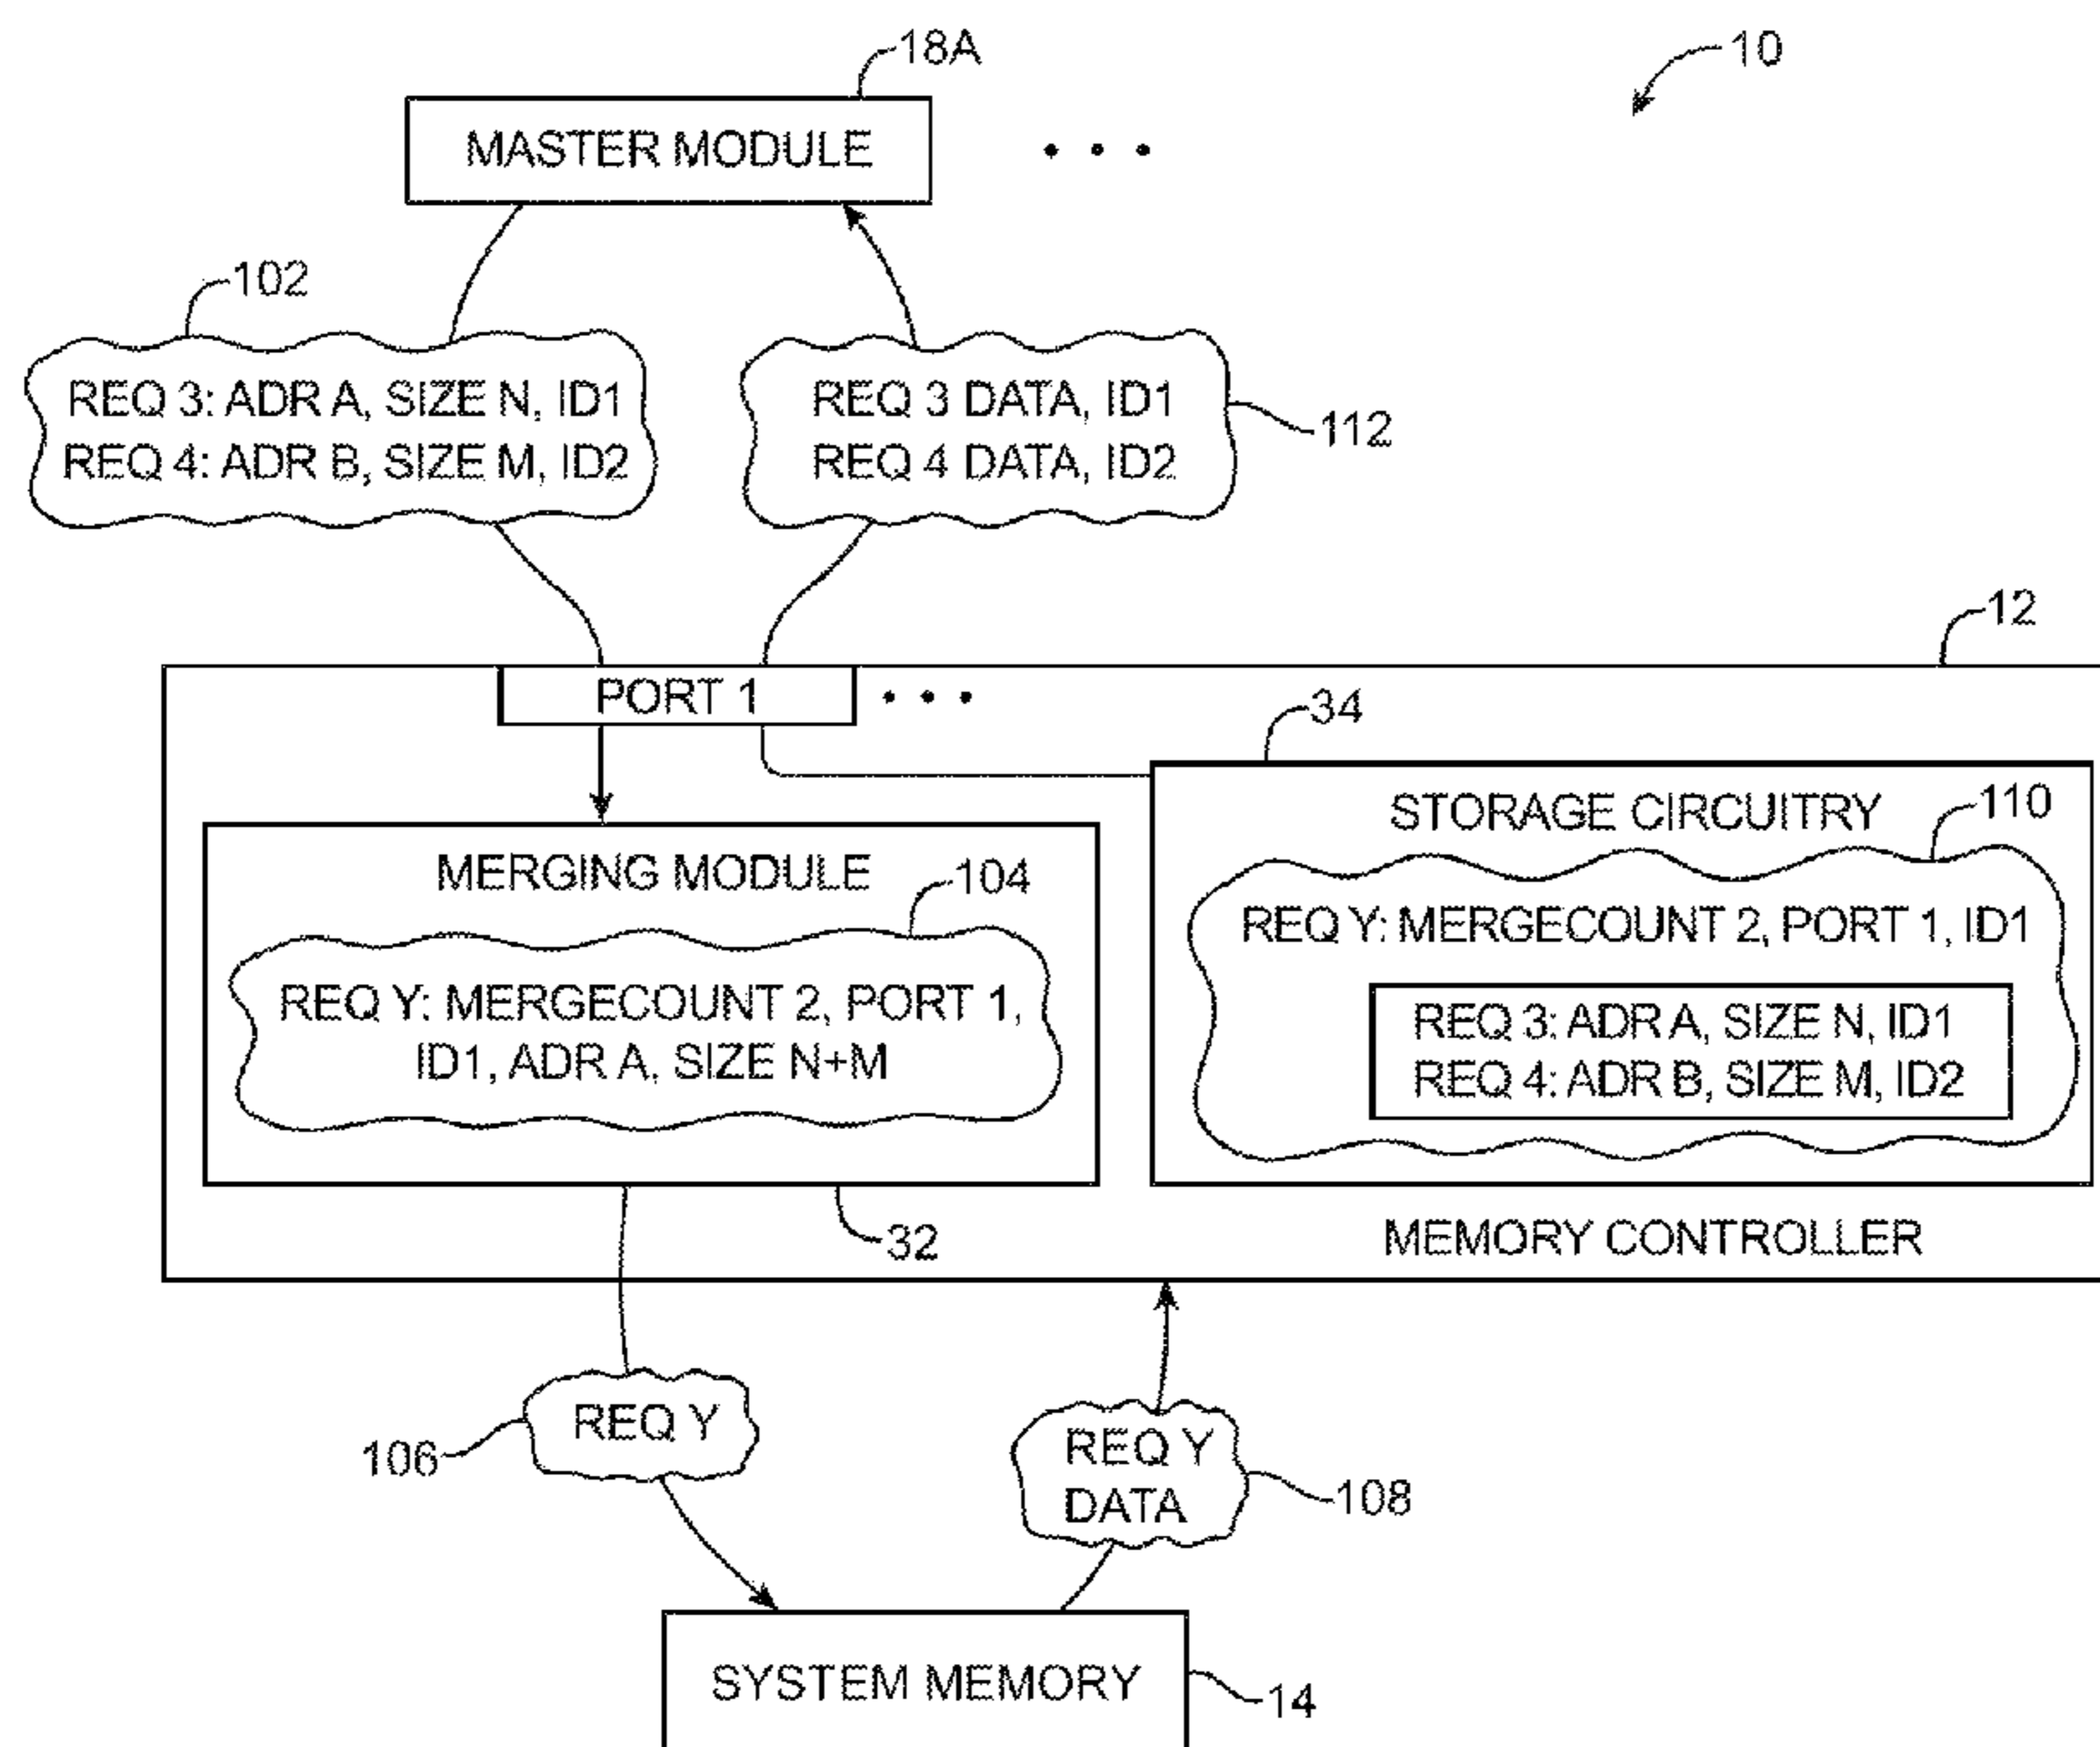 18A
10
MASTER MODULE
102
REQ 3: ADR A, SIZE N, ID1
REQ 4: ADR B, SIZE M, ID2
REQ 3 DATA, ID1
REQ 4 DATA, ID2
112
12
PORT 1
34
STORAGE CIRCUITRY
110
REQ Y: MERGECOUNT 2, PORT 1, ID1
REQ 3: ADR A, SIZE N, ID1
REQ 4: ADR B, SIZE M, ID2
MERGING MODULE
104
REQ Y: MERGECOUNT 2, PORT 1,
ID1, ADR A, SIZE N+M
32
MEMORY CONTROLLER
REQ Y
106
REQ Y
DATA
108
SYSTEM MEMORY
14